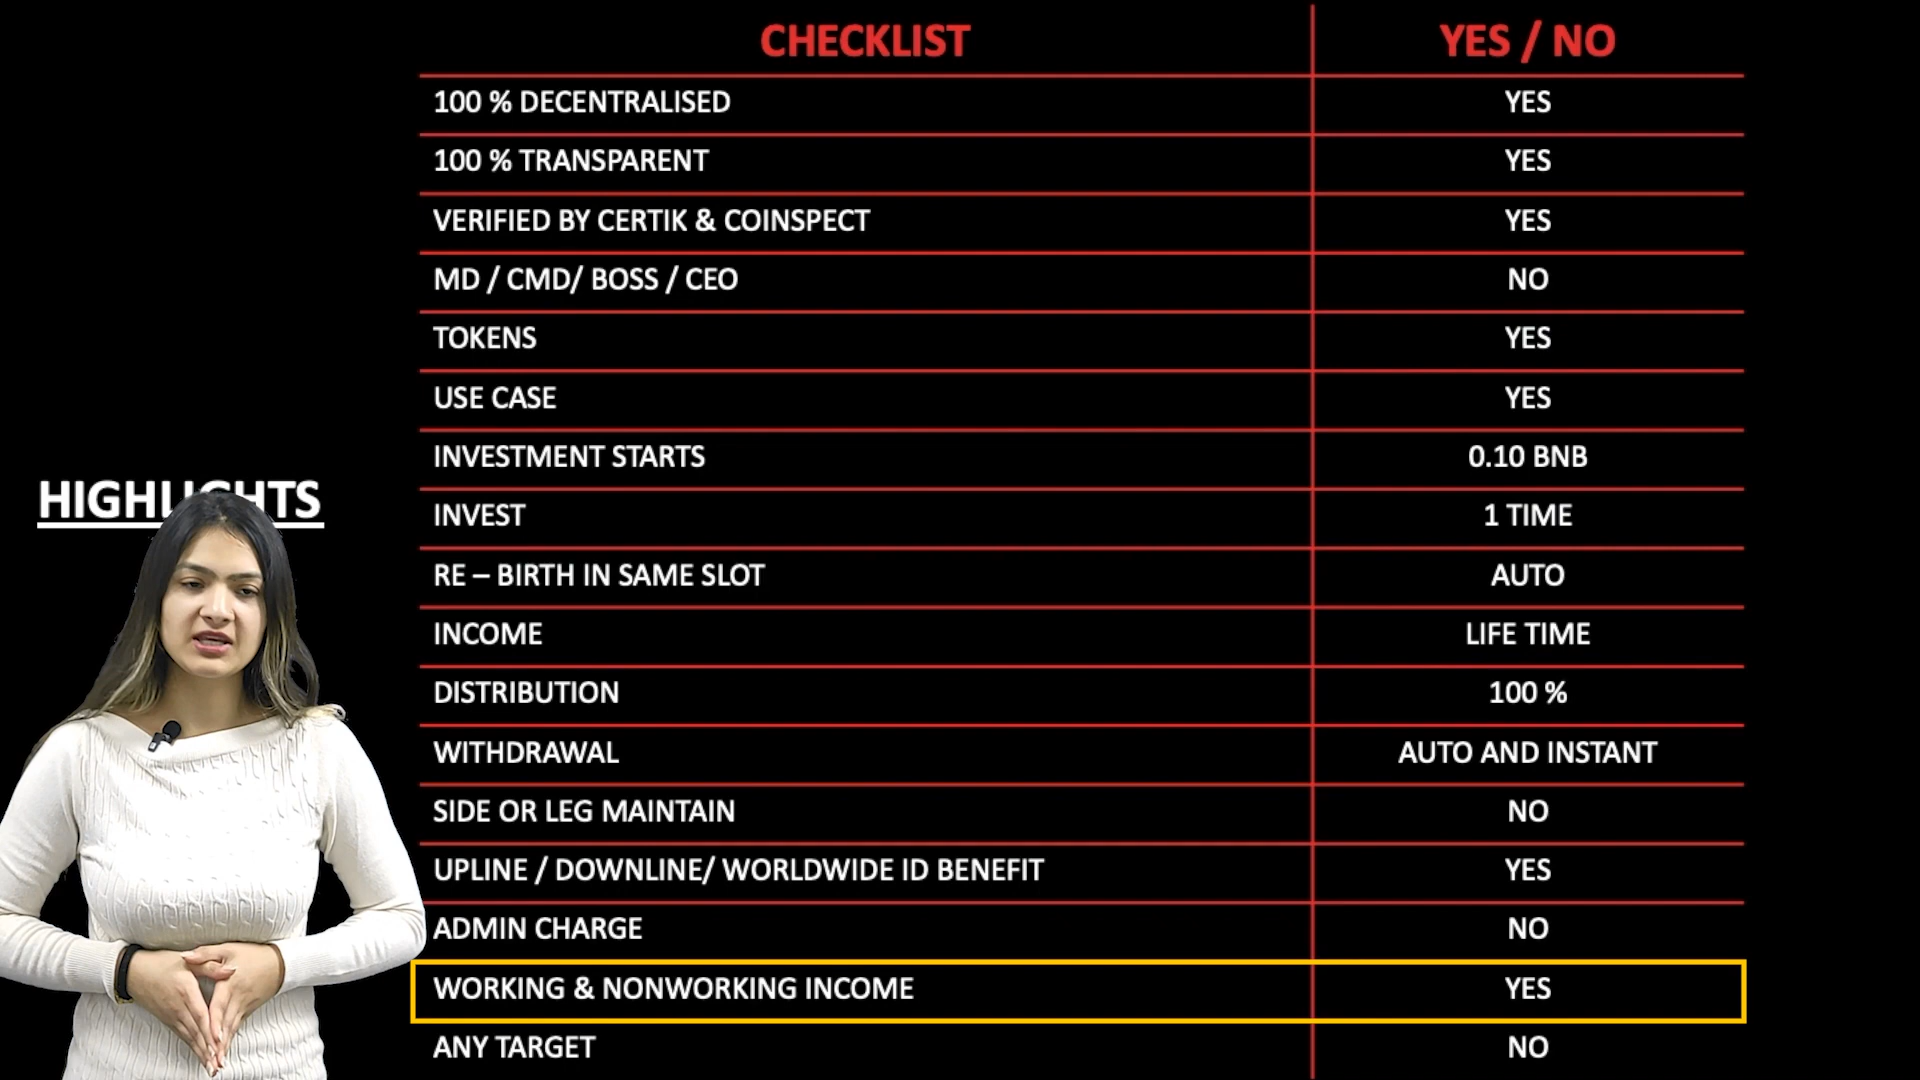 CHECKLIST YES / NO
100 % DECENTRALISED YES
100 % TRANSPARENT YES
VERIFIED BY CERTIK & COINSPECT YES
MD / CMD/ BOSS / CEO NO
TOKENS YES
USE CASE YES
INVESTMENT STARTS 0.10 BNB
HIGHLIGHTS
INVEST 1 TIME
RE – BIRTH IN SAME SLOT AUTO
INCOME LIFE TIME
DISTRIBUTION 100 %
WITHDRAWAL AUTO AND INSTANT
SIDE OR LEG MAINTAIN NO
UPLINE / DOWNLINE/ WORLDWIDE ID BENEFIT YES
ADMIN CHARGE NO
WORKING & NONWORKING INCOME YES
ANY TARGET NO